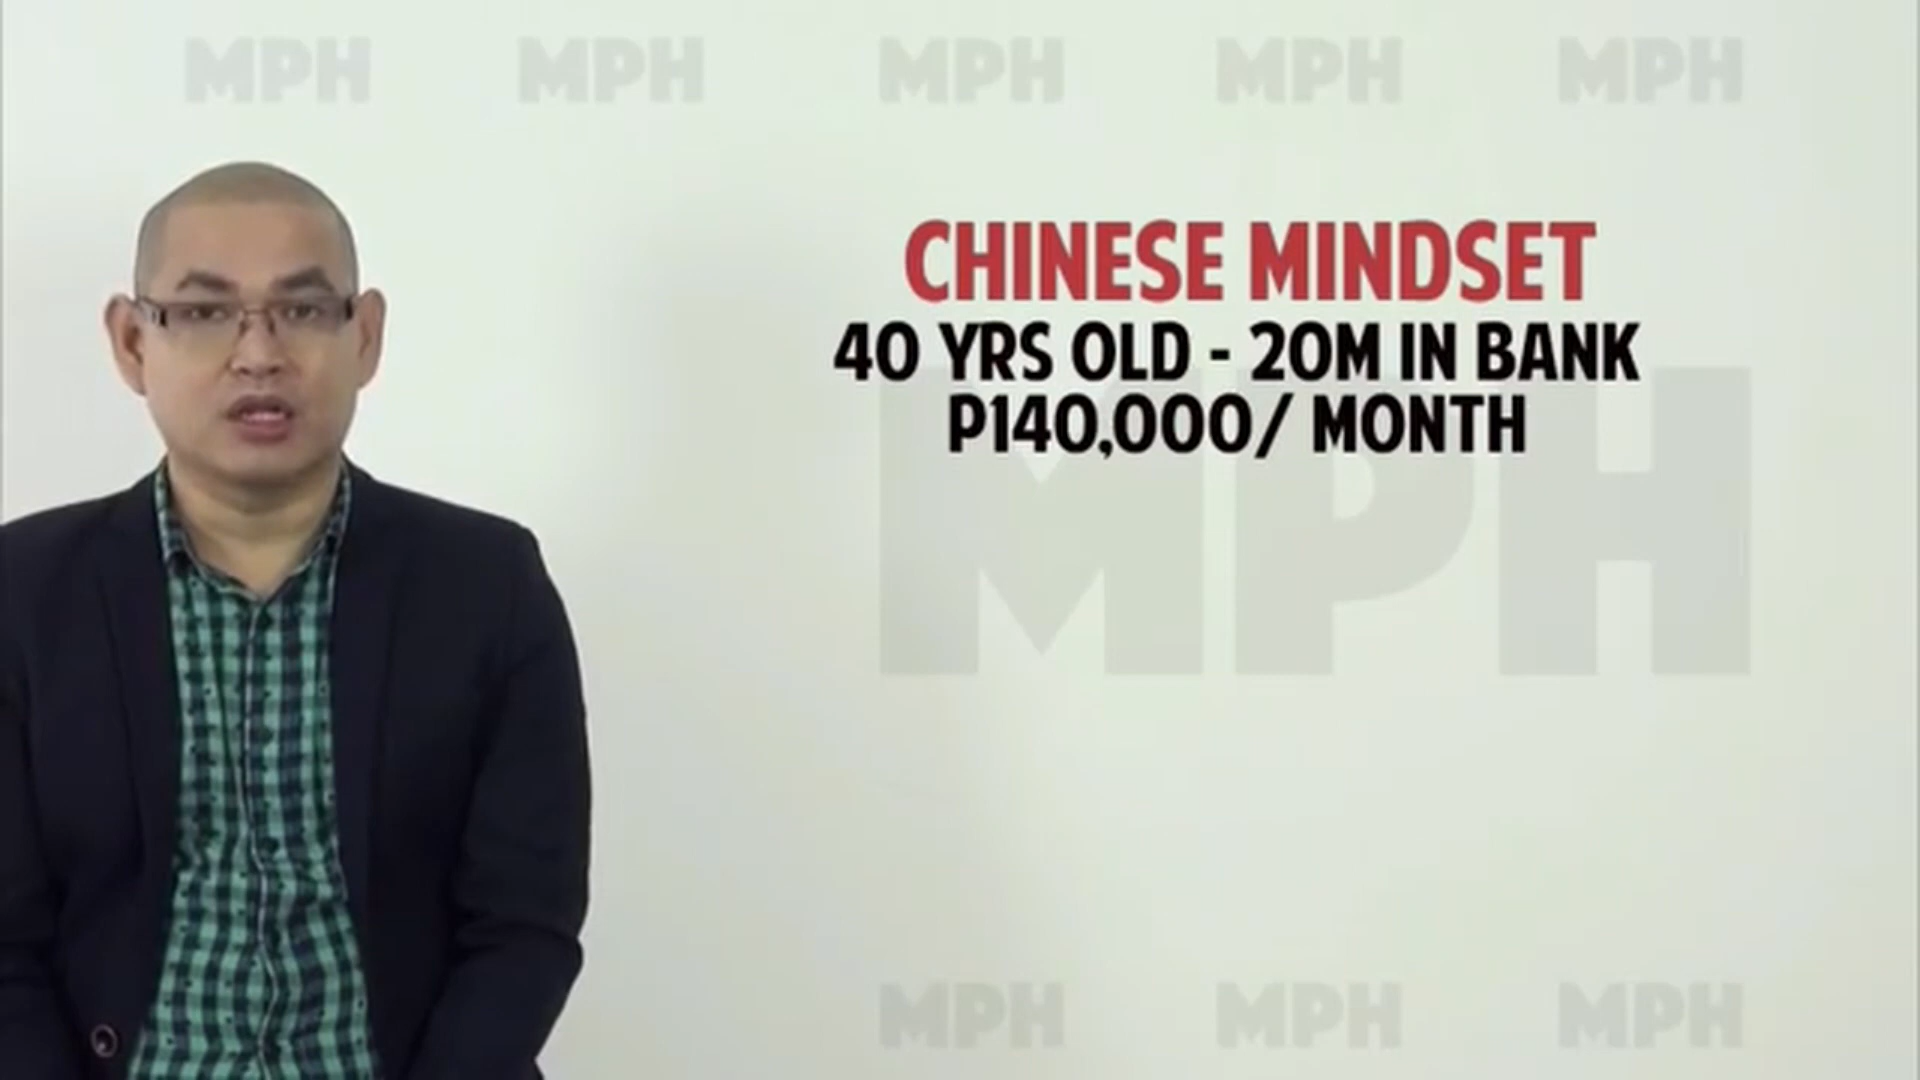 MPH MPH MPH MPH MPH
CHINESE MINDSET
40 YRS OLD - 20M IN BANK
P140,000/ MONTH
MPH
MPH MPH MPH